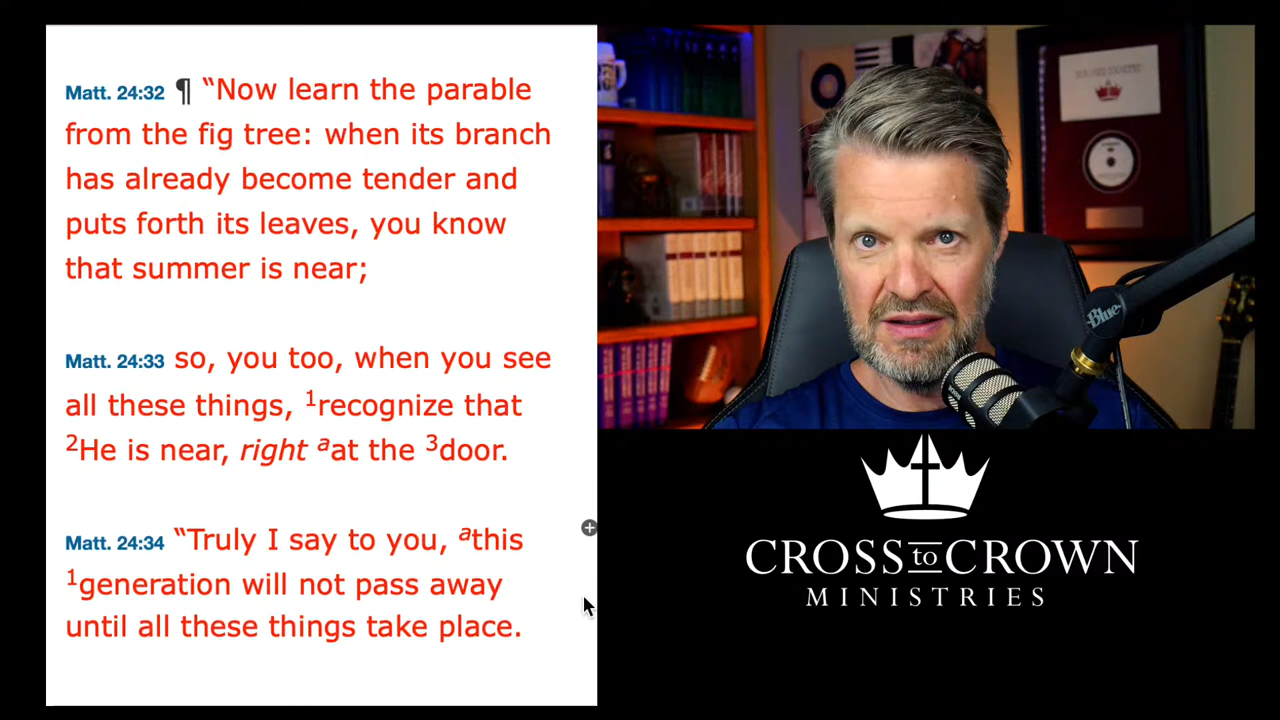 Matt. 24:32 ¶ “Now learn the parable
from the fig tree: when its branch
has already become tender and
puts forth its leaves, you know
that summer is near;
Matt. 24:33 so, you too, when you see
all these things, ¹recognize that
²He is near, right ᵃat the ³door.
Matt. 24:34 “Truly I say to you, ᵃthis
¹generation will not pass away
until all these things take place.
Blue
CROSS to CROWN
MINISTRIES